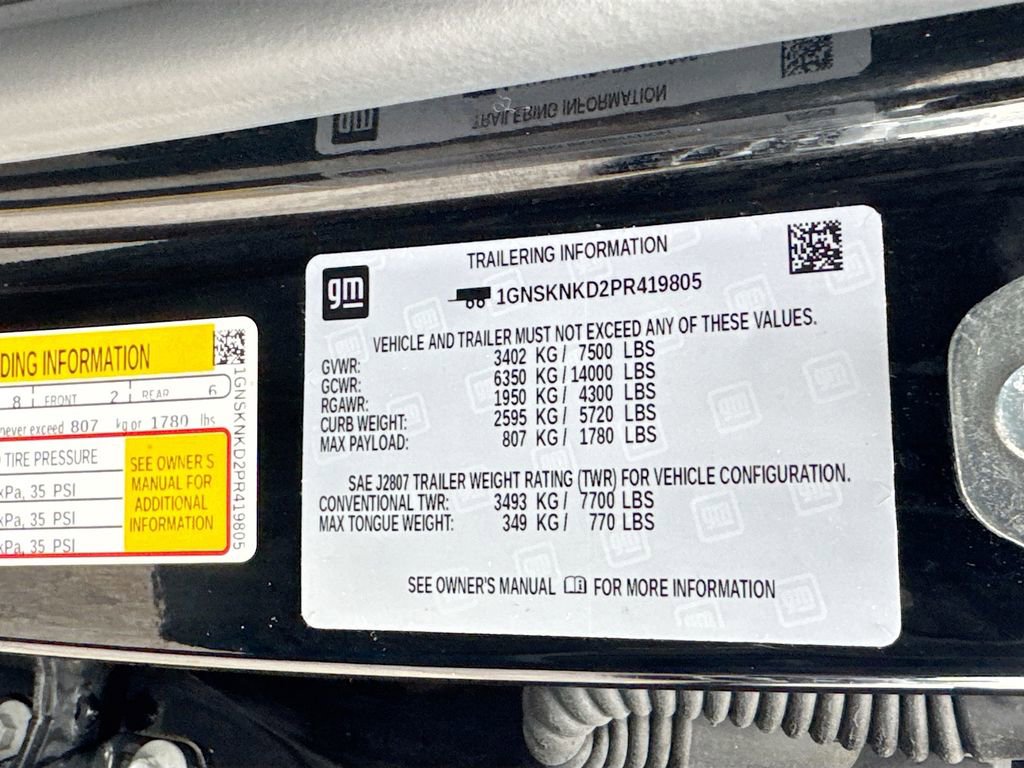 TRAILERING INFORMATION
gm
TRAILERING INFORMATION
1GNSKNKD2PR419805
VEHICLE AND TRAILER MUST NOT EXCEED ANY OF THESE VALUES.
GVWR: 3402 KG / 7500 LBS
GCWR: 6350 KG / 14000 LBS
RGAWR: 1950 KG / 4300 LBS
CURB WEIGHT: 2595 KG / 5720 LBS
MAX PAYLOAD: 807 KG / 1780 LBS
SAE J2807 TRAILER WEIGHT RATING (TWR) FOR VEHICLE CONFIGURATION.
CONVENTIONAL TWR: 3493 KG / 7700 LBS
MAX TONGUE WEIGHT: 349 KG / 770 LBS
SEE OWNER'S MANUAL FOR MORE INFORMATION
DING INFORMATION
8 FRONT 2 REAR 6
never exceed 807 kg or 1780 lbs
TIRE PRESSURE
kPa, 35 PSI
kPa, 35 PSI
kPa, 35 PSI
SEE OWNER'S
MANUAL FOR
ADDITIONAL
INFORMATION
1GNSKNKD2PR419805